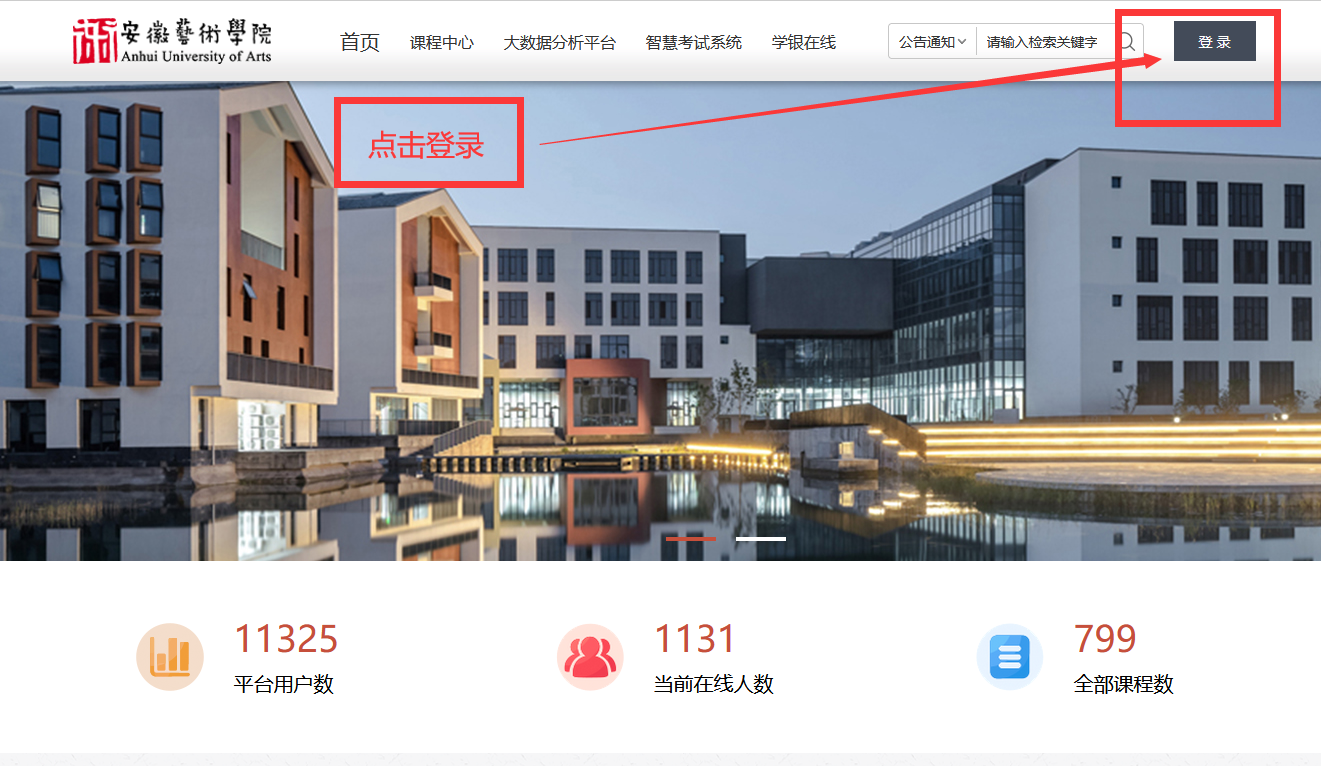 安徽藝術學院
Anhui University of Arts
首页 课程中心 大数据分析平台 智慧考试系统 学银在线 公告通知 请输入检索关键字 登 录
点击登录
11325 1131 799
平台用户数 当前在线人数 全部课程数